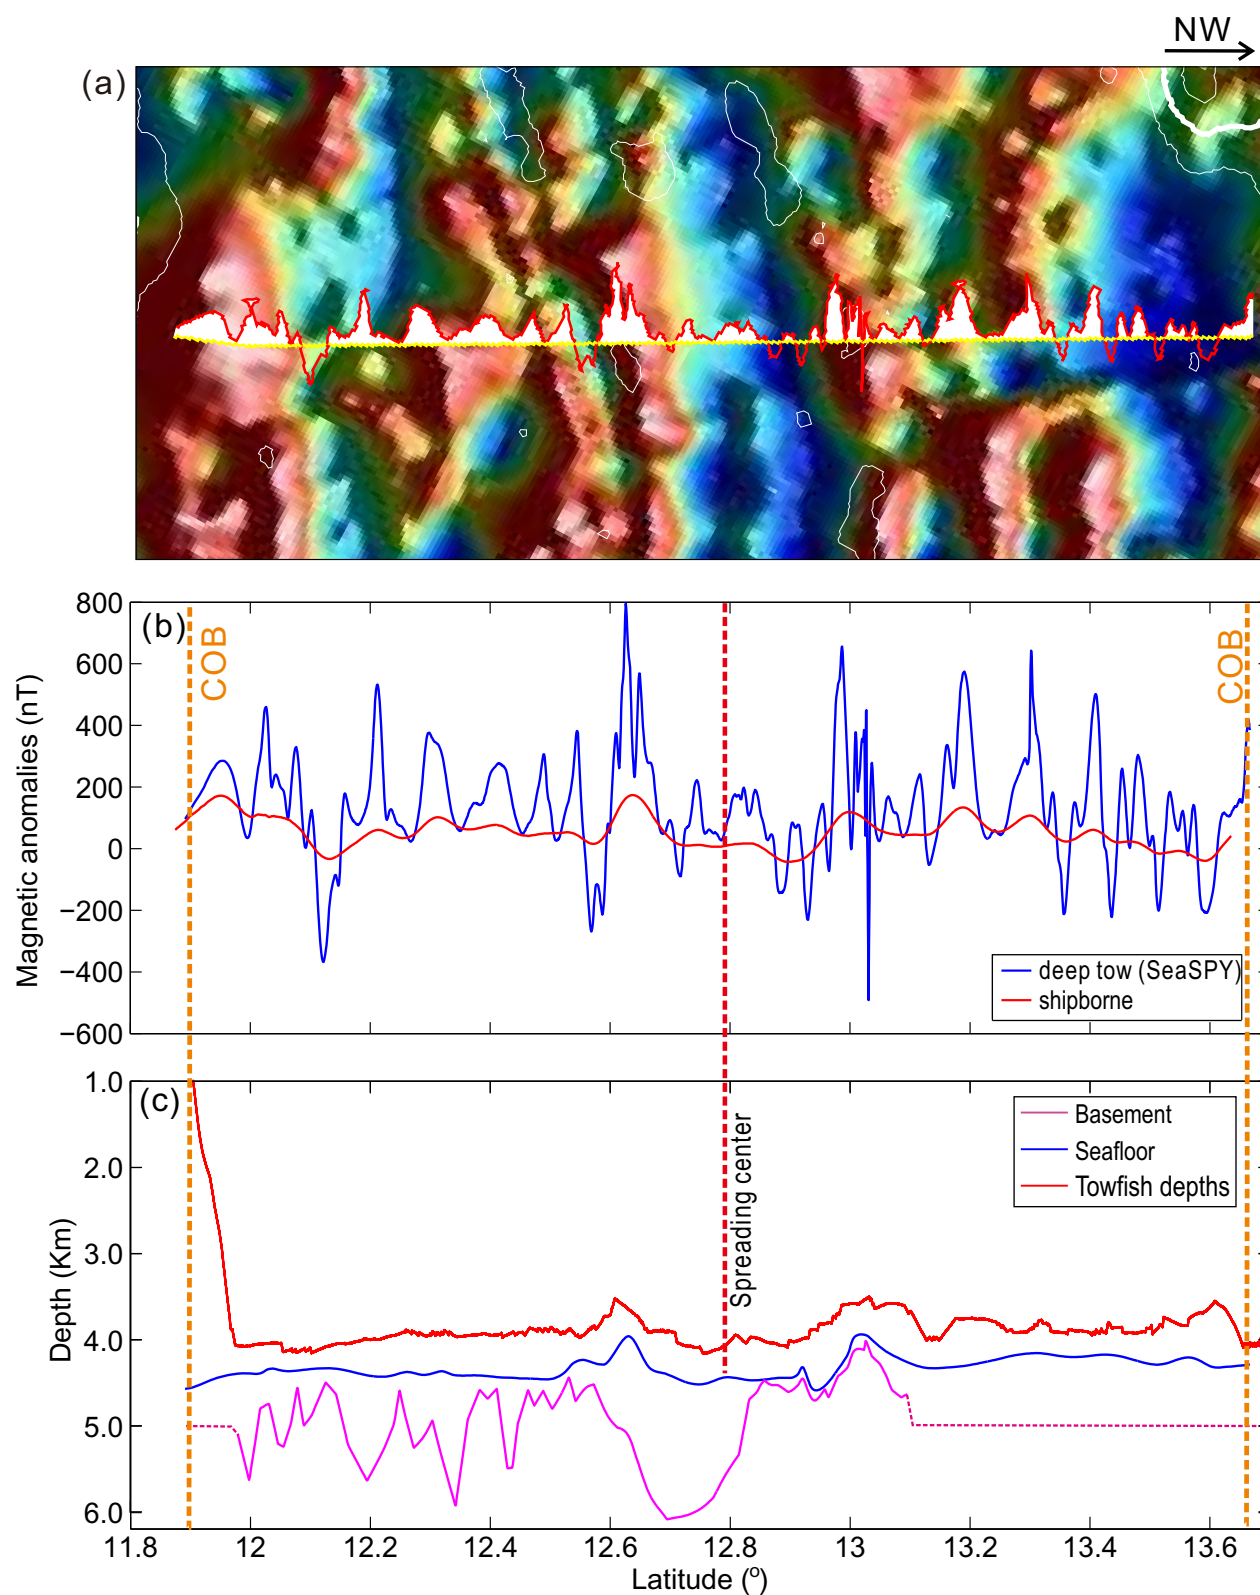 NW
(a)
(b)
COB
COB
800
600
400
200
0
−200
−400
−600
Magnetic anomalies (nT)
deep tow (SeaSPY)
shipborne
(c)
1.0
2.0
3.0
4.0
5.0
6.0
Depth (Km)
Basement
Seafloor
Towfish depths
Spreading center
11.8 12 12.2 12.4 12.6 12.8 13 13.2 13.4 13.6
Latitude (º)